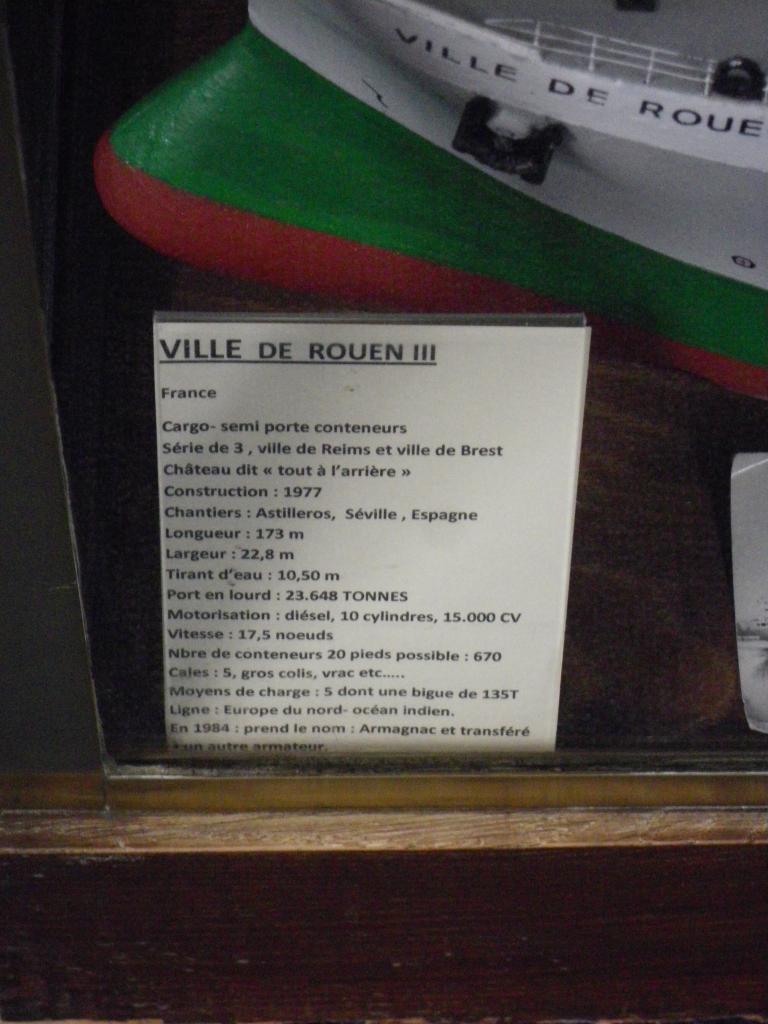 VILLE DE ROUE
VILLE DE ROUEN III
France
Cargo- semi porte conteneurs
Série de 3 , ville de Reims et ville de Brest
Château dit « tout à l'arrière »
Construction : 1977
Chantiers : Astilleros, Séville , Espagne
Longueur : 173 m
Largeur : 22,8 m
Tirant d'eau : 10,50 m
Port en lourd : 23.648 TONNES
Motorisation : diésel, 10 cylindres, 15.000 CV
Vitesse : 17,5 noeuds
Nbre de conteneurs 20 pieds possible : 670
Cales : 5, gros colis, vrac etc.....
Moyens de charge : 5 dont une bigue de 135T
Ligne : Europe du nord- océan indien.
En 1984 : prend le nom : Armagnac et transféré
à un autre armateur.